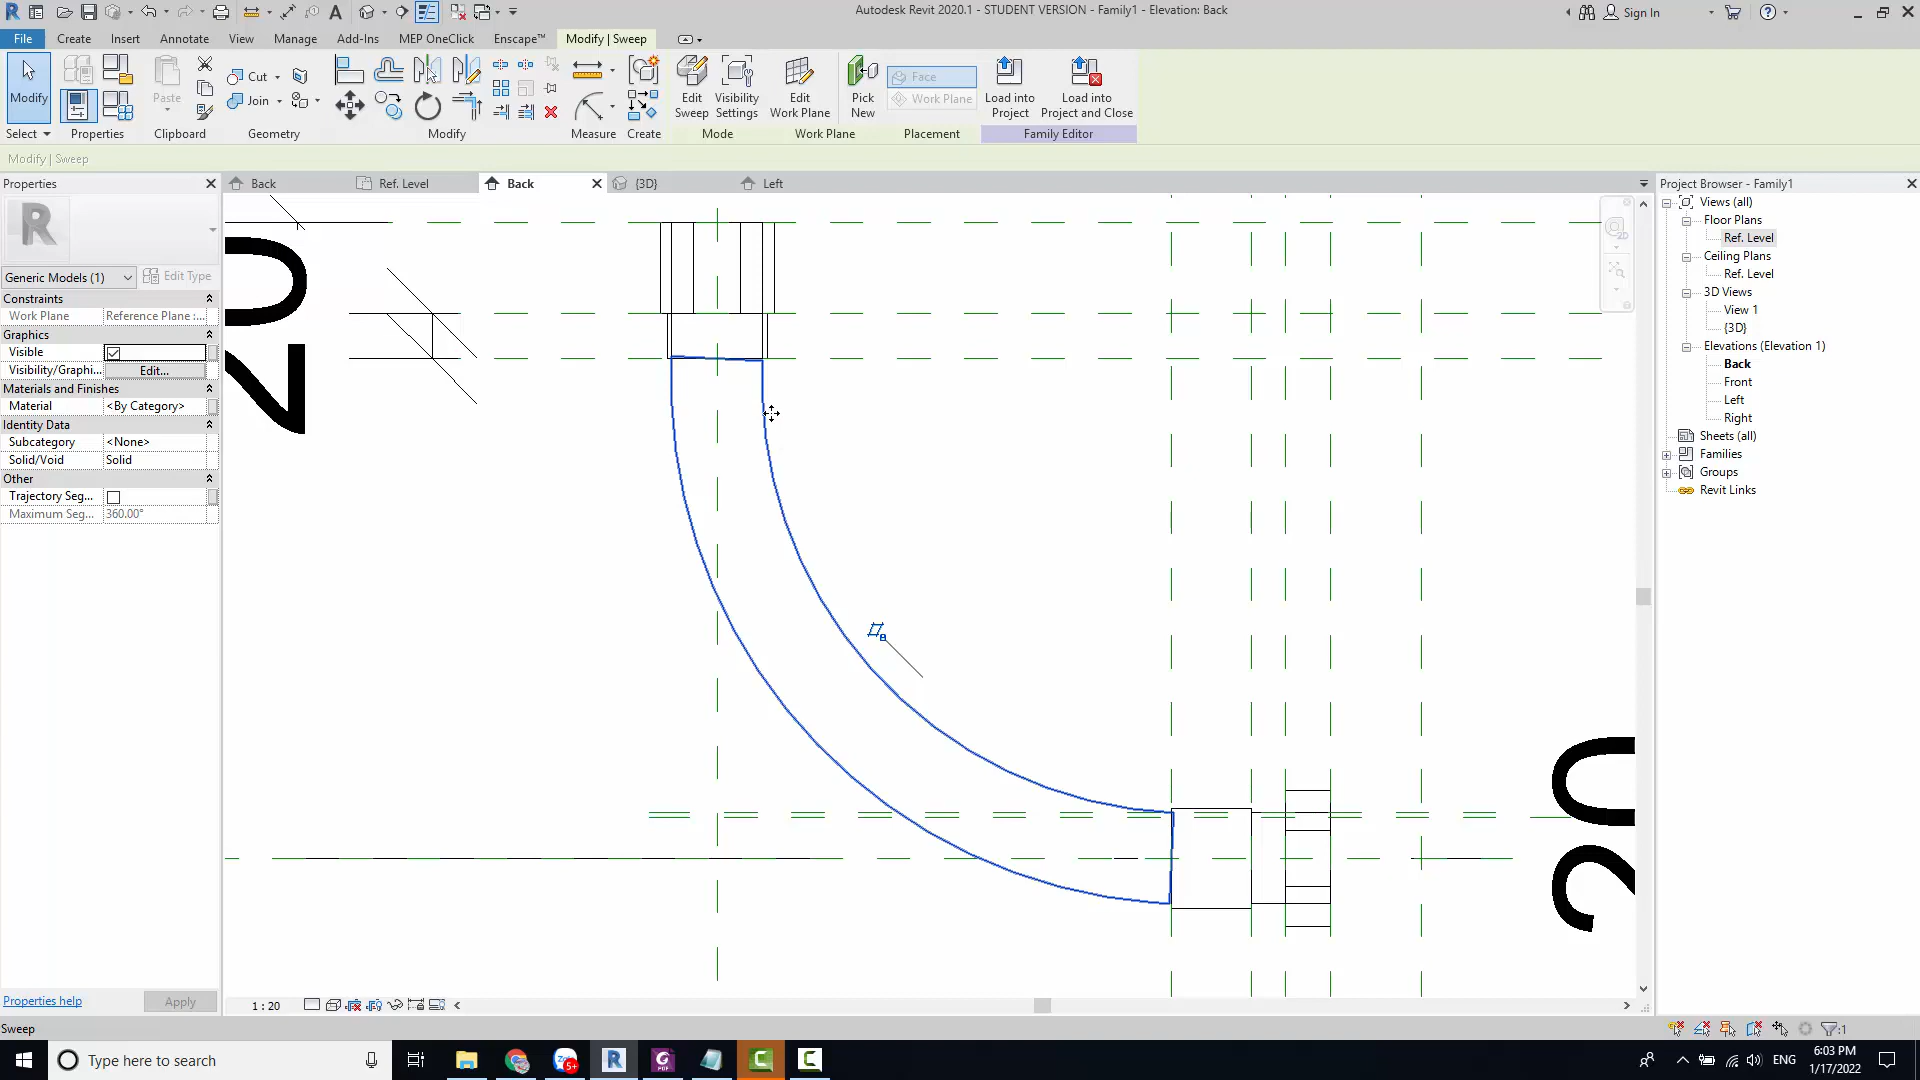 Autodesk Revit 2020.1 - STUDENT VERSION - Family1 - Elevation: Back
Sign In
File
Create
Insert
Annotate
View
Manage
Add-Ins
MEP OneClick
Enscape™
Modify | Sweep
Modify
Paste
Cut
Join
Edit Sweep
Visibility Settings
Edit Work Plane
Pick New
Face
Work Plane
Load into Project
Load into Project and Close
Select
Properties
Clipboard
Geometry
Modify
Measure
Create
Mode
Work Plane
Placement
Family Editor
Modify | Sweep
Properties
Back
Ref. Level
Back
{3D}
Left
Project Browser - Family1
R
Generic Models (1)
Edit Type
Constraints
Work Plane
Reference Plane :...
Graphics
Visible
Visibility/Graphi...
Edit...
Materials and Finishes
Material
<By Category>
Identity Data
Subcategory
<None>
Solid/Void
Solid
Other
Trajectory Seg...
Maximum Seg...
360.00°
Properties help
Apply
20
20
2D
Views (all)
Floor Plans
Ref. Level
Ceiling Plans
Ref. Level
3D Views
View 1
{3D}
Elevations (Elevation 1)
Back
Front
Left
Right
Sheets (all)
Families
Groups
Revit Links
1 : 20
Sweep
:1
Type here to search
5+
ENG
6:03 PM
1/17/2022